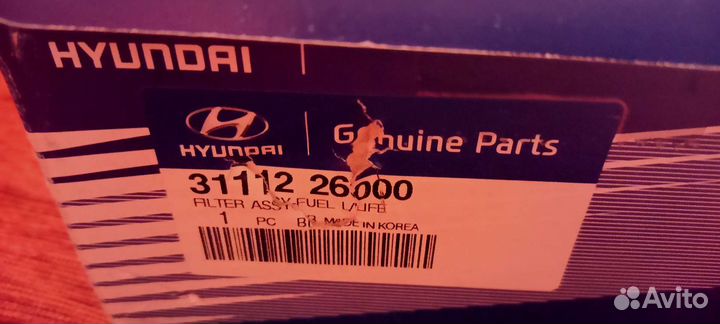 HYUNDAI
HYUNDAI
Genuine Parts
31112 26000
FILTER ASSY-FUEL
1 PC MADE IN KOREA
Avito